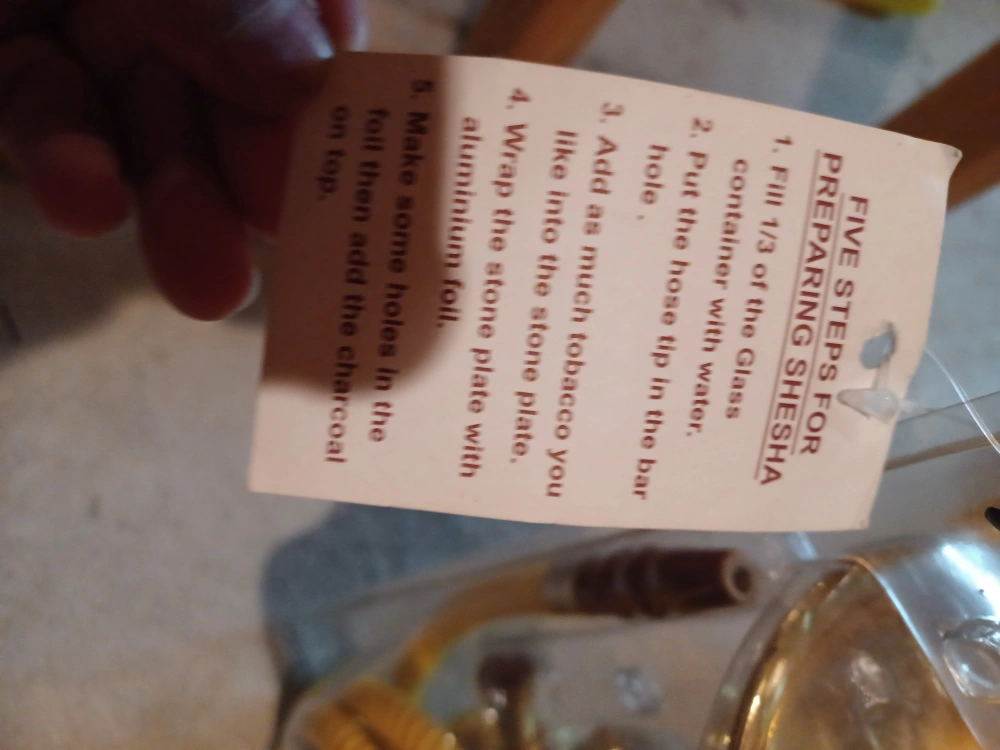 FIVE STEPS FOR
PREPARING SHESHA
1. Fill 1/3 of the Glass
container with water.
2. Put the hose tip in the bar
hole .
3. Add as much tobacco you
like into the stone plate.
4. Wrap the stone plate with
aluminium foil.
5. Make some holes in the
foil then add the charcoal
on top.